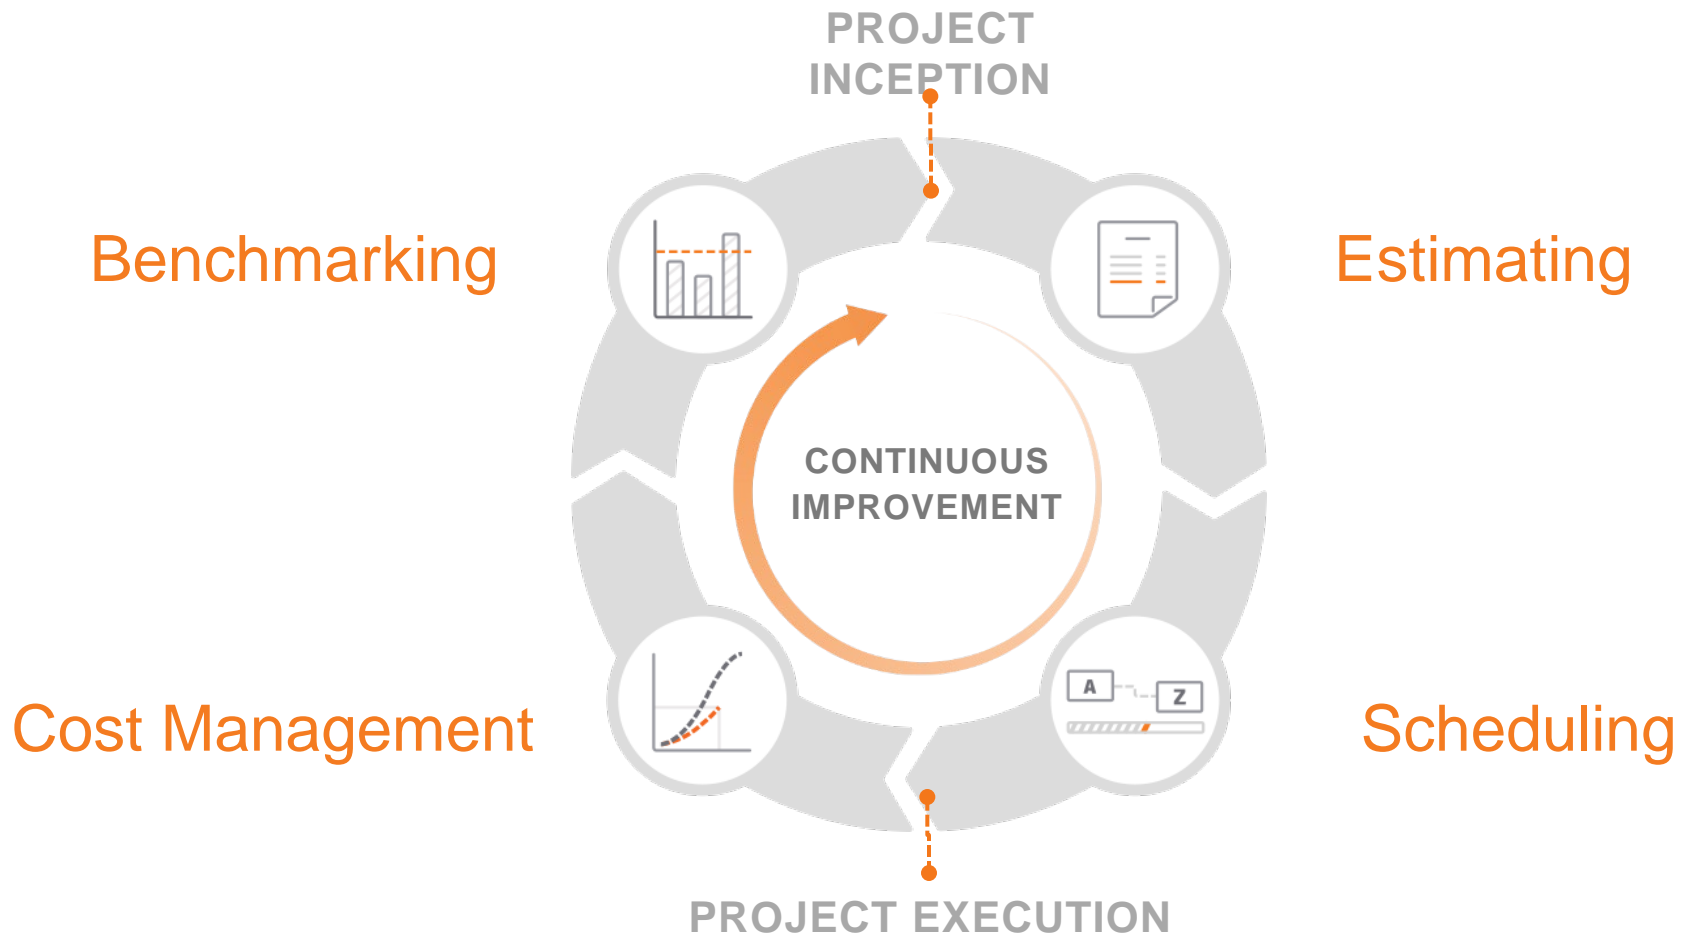 PROJECT
INCEPTION
Benchmarking
Estimating
CONTINUOUS
IMPROVEMENT
Cost Management
A
Z
Scheduling
PROJECT EXECUTION